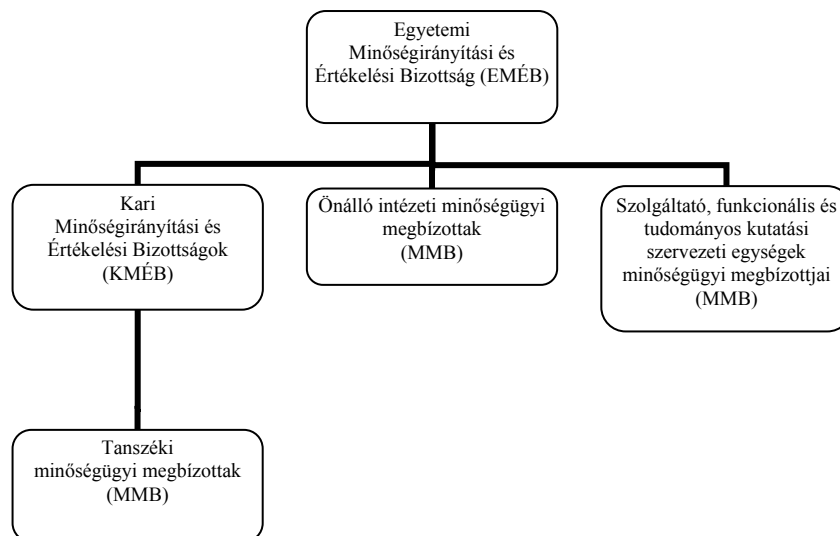 Egyetemi
Minőségirányítási és
Értékelési Bizottság (EMÉB)
Kari
Minőségirányítási és
Értékelési Bizottságok
(KMÉB)
Önálló intézeti minőségügyi
megbízottak
(MMB)
Szolgáltató, funkcionális és
tudományos kutatási
szervezeti egységek
minőségügyi megbízottjai
(MMB)
Tanszéki
minőségügyi megbízottak
(MMB)